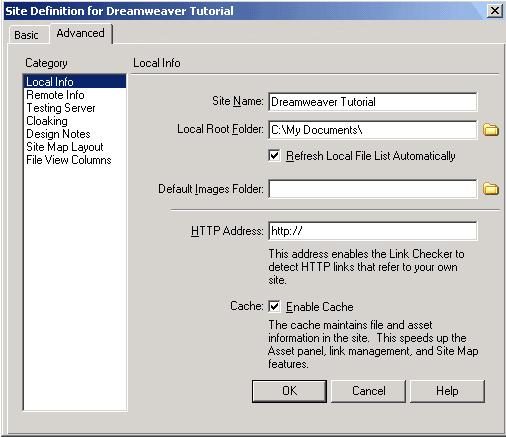 Site Definition for Dreamweaver Tutorial
Basic
Advanced
Category
Local Info
Local Info
Remote Info
Testing Server
Cloaking
Design Notes
Site Map Layout
File View Columns
Site Name:
Dreamweaver Tutorial
Local Root Folder:
C:\My Documents\
Refresh Local File List Automatically
Default Images Folder:
HTTP Address:
http://
This address enables the Link Checker to
detect HTTP links that refer to your own
site.
Cache:
Enable Cache
The cache maintains file and asset
information in the site. This speeds up the
Asset panel, link management, and Site Map
features.
OK
Cancel
Help